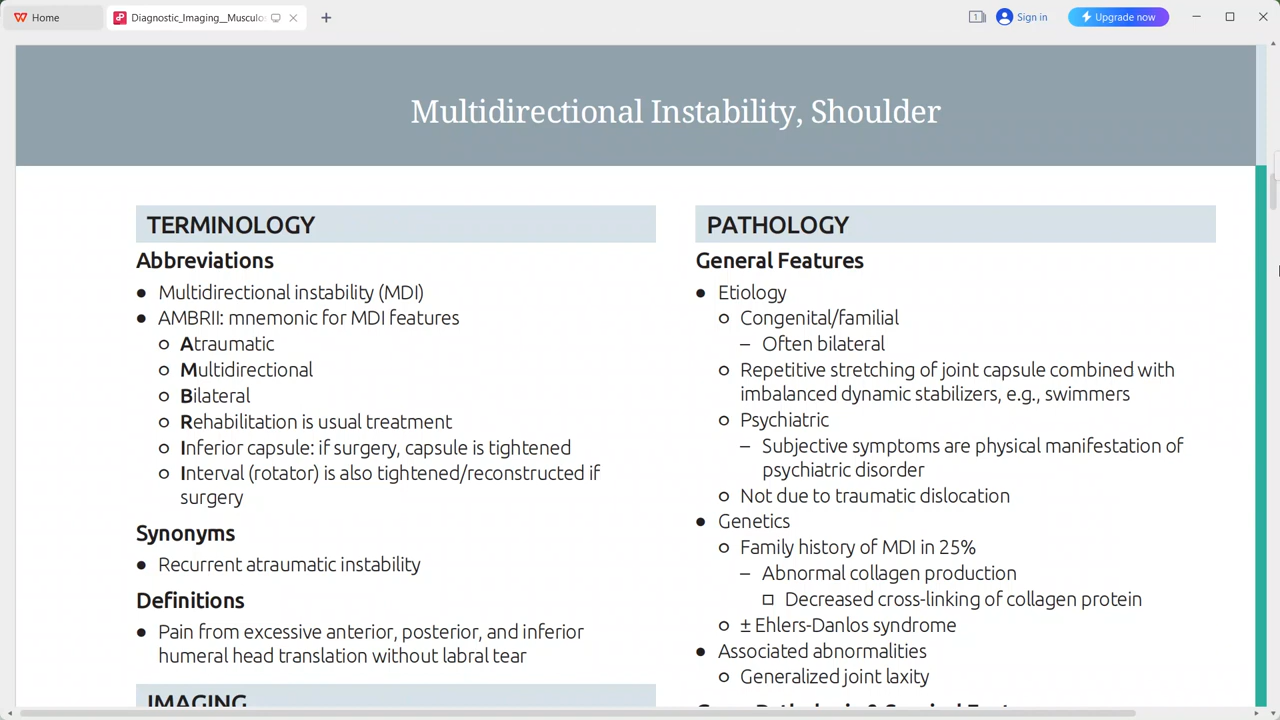 Home
Diagnostic_Imaging__Musculos
1
Sign in
Upgrade now
Multidirectional Instability, Shoulder
TERMINOLOGY
Abbreviations
● Multidirectional instability (MDI)
● AMBRII: mnemonic for MDI features
○ Atraumatic
○ Multidirectional
○ Bilateral
○ Rehabilitation is usual treatment
○ Inferior capsule: if surgery, capsule is tightened
○ Interval (rotator) is also tightened/reconstructed if
surgery
Synonyms
● Recurrent atraumatic instability
Definitions
● Pain from excessive anterior, posterior, and inferior
humeral head translation without labral tear
IMAGING
PATHOLOGY
General Features
● Etiology
○ Congenital/familial
– Often bilateral
○ Repetitive stretching of joint capsule combined with
imbalanced dynamic stabilizers, e.g., swimmers
○ Psychiatric
– Subjective symptoms are physical manifestation of
psychiatric disorder
○ Not due to traumatic dislocation
● Genetics
○ Family history of MDI in 25%
– Abnormal collagen production
□ Decreased cross-linking of collagen protein
○ ± Ehlers-Danlos syndrome
● Associated abnormalities
○ Generalized joint laxity